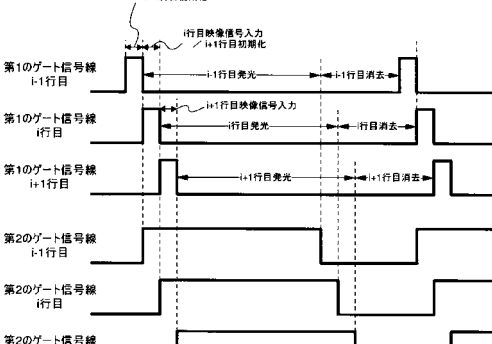 i行目映像信号入力
i+1行目初期化
第1のゲート信号線
i-1行目
i-1行目発光
i-1行目消去
i+1行目映像信号入力
第1のゲート信号線
i行目
i行目発光
i行目消去
第1のゲート信号線
i+1行目
i+1行目発光
i+1行目消去
第2のゲート信号線
i-1行目
第2のゲート信号線
i行目
第2のゲート信号線